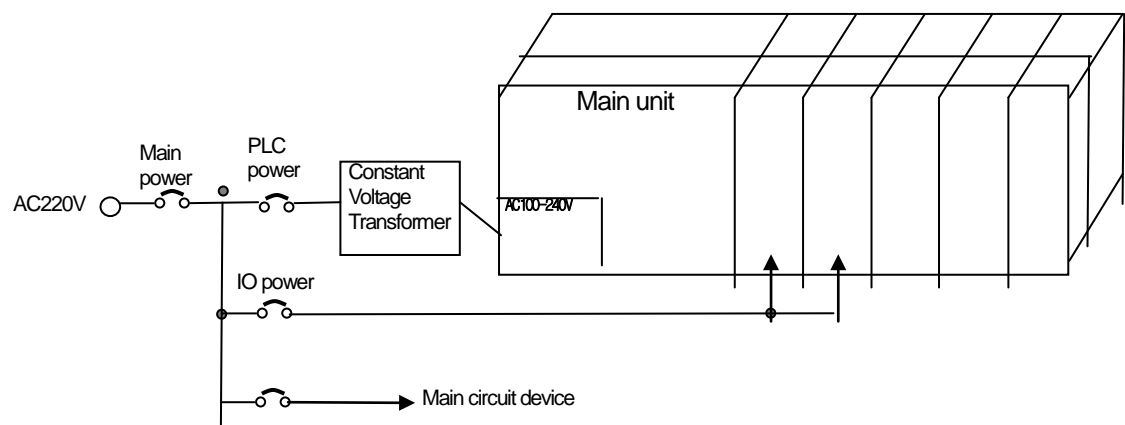 Main unit
Main
power
PLC
power
Constant
Voltage
Transformer
AC220V
AC100-240V
IO power
Main circuit device